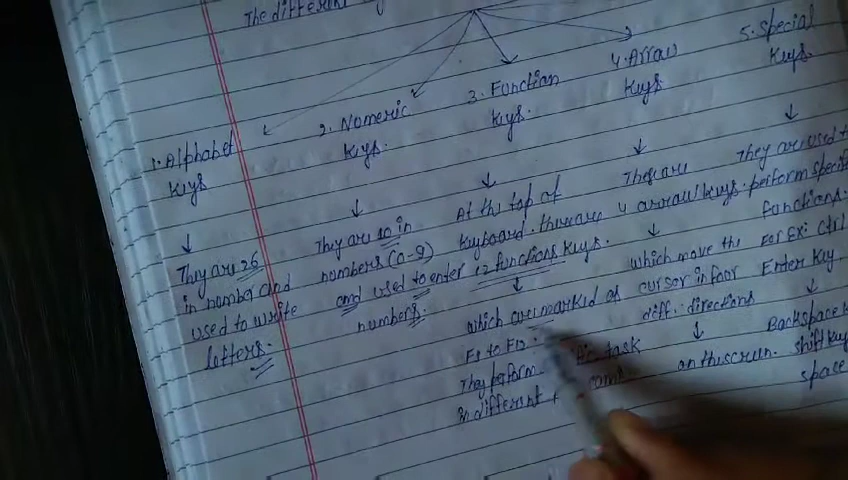 The different
1. Alphabet
Keys
↓
They are 26
in number and
used to write
letters.
2. Nomeric
Keys.
↓
They are 10 in
numbers (0-9)
and used to enter
numbers.
3. Function
Keys.
↓
At the top of
Keyboard. there are
12 functions Keys.
↓
which are marked as
F1 to F12.
They perform task
in different
4. Arrow
Keys
↓
They are
4 arrow Keys.
↓
which move the
cursor in foor
diff. directions
↓
on the screen.
5. Special
Keys
↓
They are used to
perform specific
functions.
For Ex: Ctrl
Enter Key,
↓
Backspace
shift Key
space